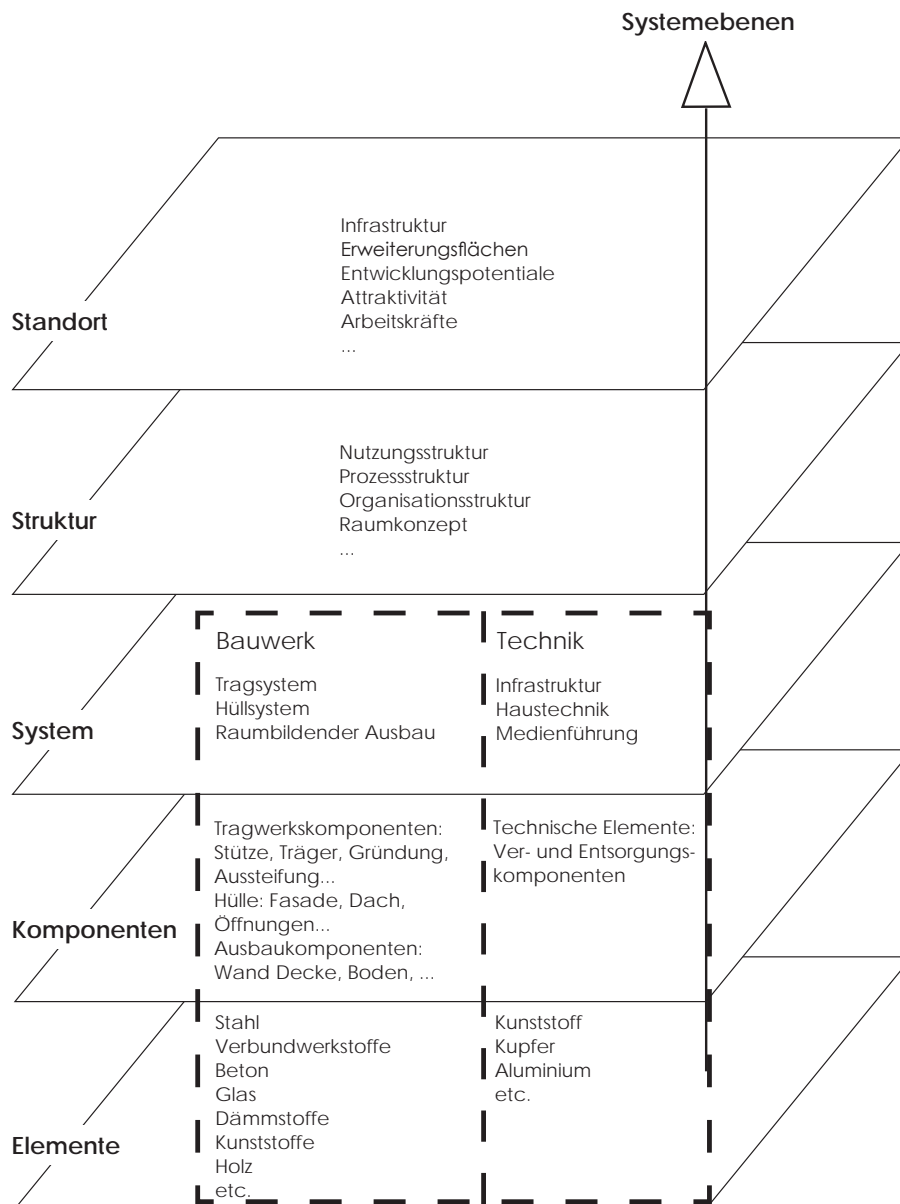 Systemebenen
Infrastruktur
Erweiterungsflächen
Entwicklungspotentiale
Attraktivität
Arbeitskräfte
...
Standort
Nutzungsstruktur
Prozessstruktur
Organisationsstruktur
Raumkonzept
...
Struktur
Bauwerk
Tragsystem
Hüllsystem
Raumbildender Ausbau
Technik
Infrastruktur
Haustechnik
Medienführung
System
Tragwerkskomponenten:
Stütze, Träger, Gründung,
Aussteifung...
Hülle: Fasade, Dach,
Öffnungen...
Ausbaukomponenten:
Wand Decke, Boden, ...
Technische Elemente:
Ver- und Entsorgungs-
komponenten
Komponenten
Stahl
Verbundwerkstoffe
Beton
Glas
Dämmstoffe
Kunststoffe
Holz
etc.
Kunststoff
Kupfer
Aluminium
etc.
Elemente